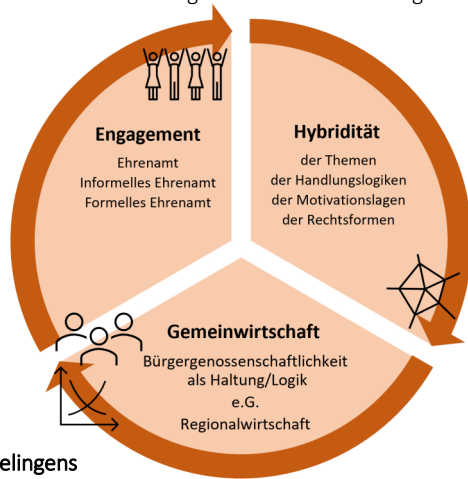 Engagement
Ehrenamt
Informelles Ehrenamt
Formelles Ehrenamt
Hybridität
der Themen
der Handlungslogiken
der Motivationslagen
der Rechtsformen
Gemeinwirtschaft
Bürgergenossenschaftlichkeit
als Haltung/Logik
e.G.
Regionalwirtschaft
elingens